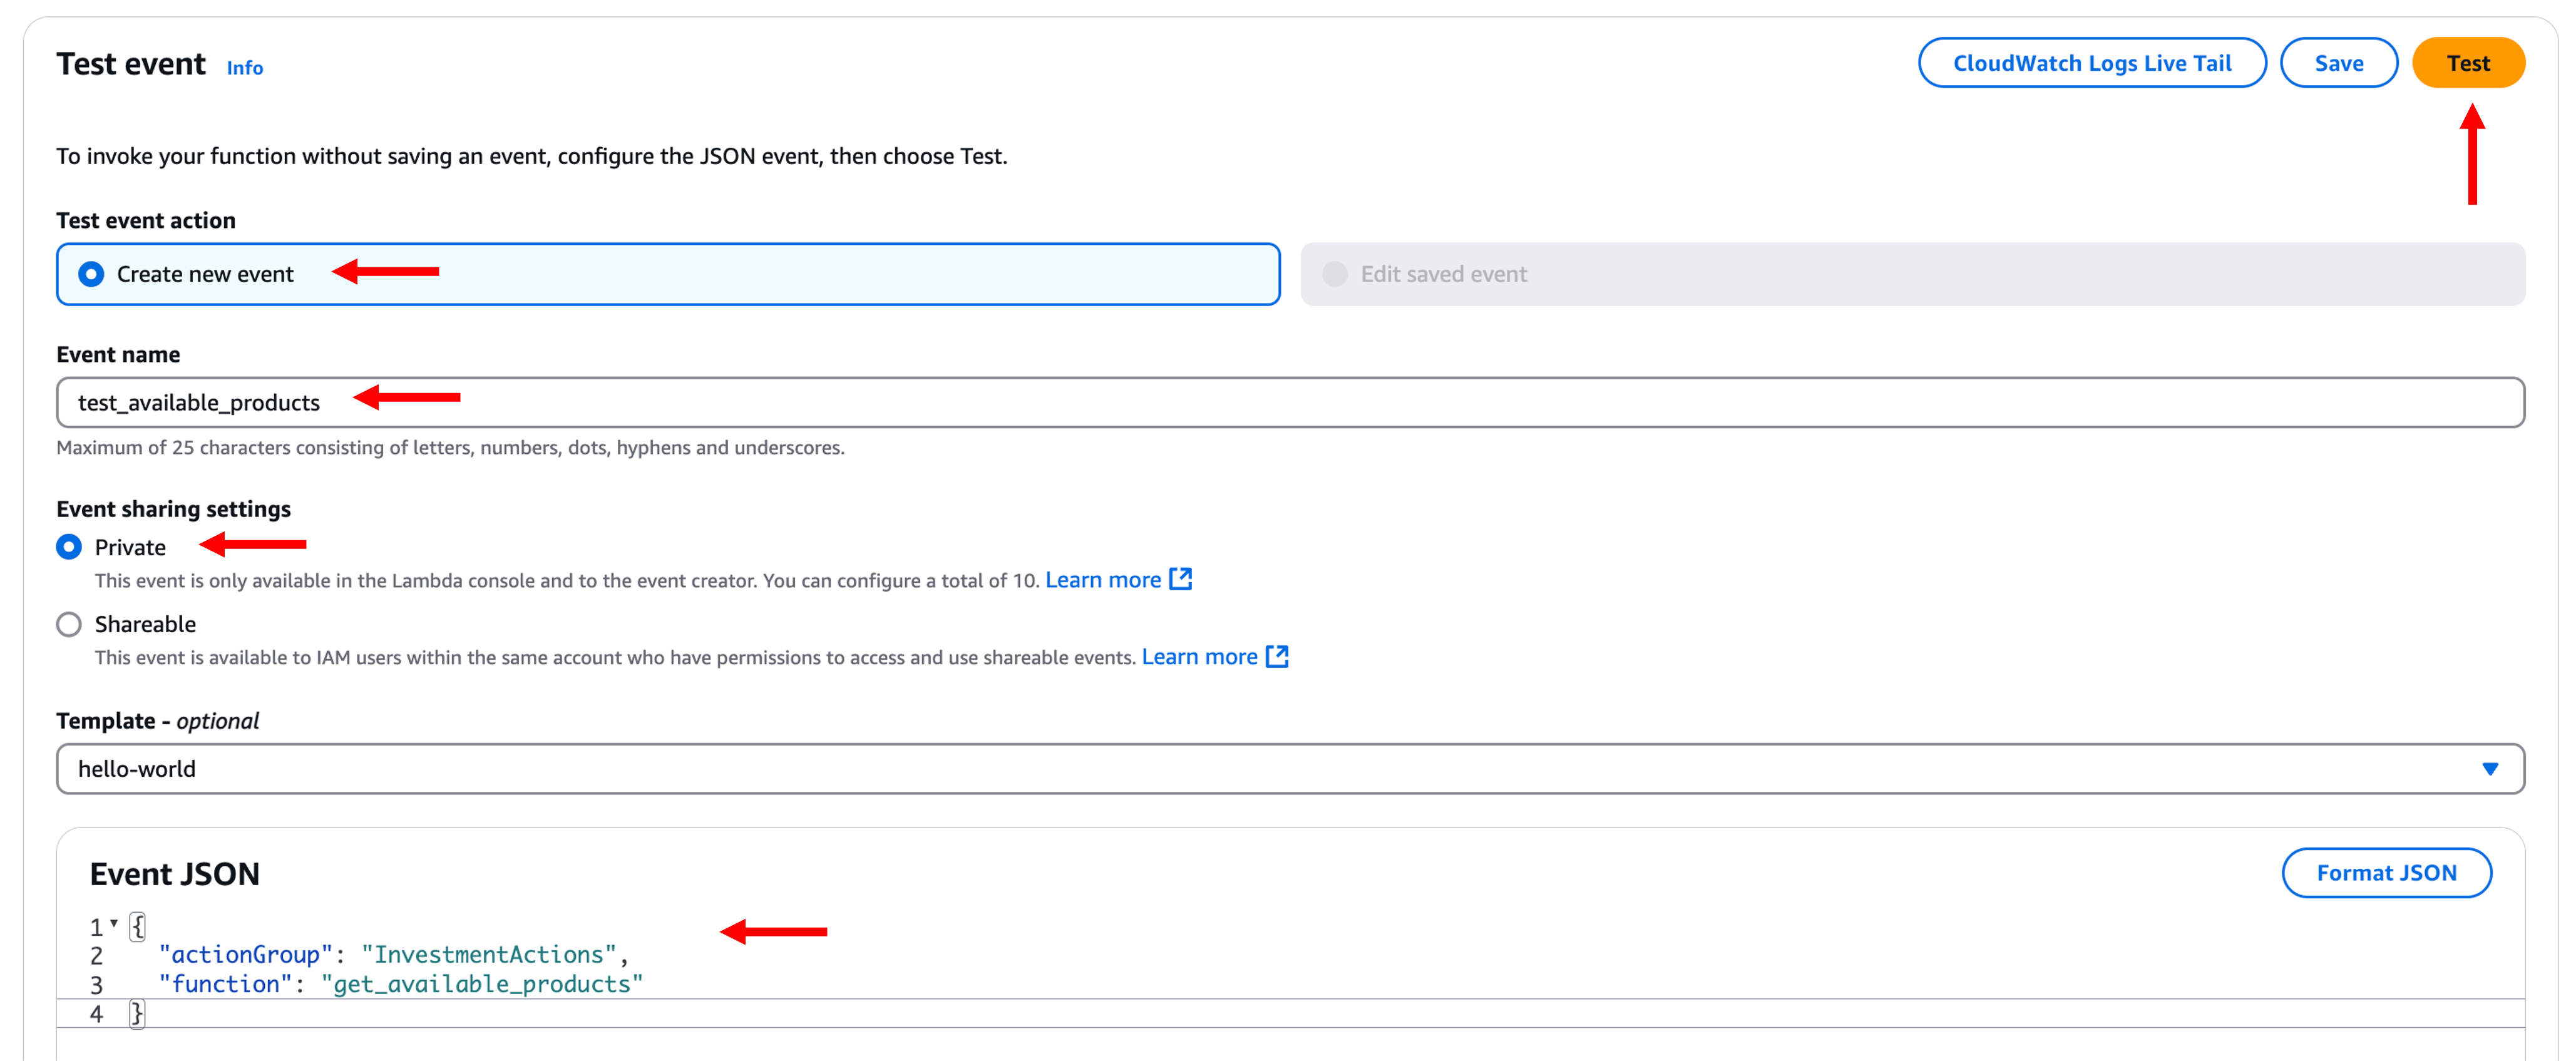 Test event Info CloudWatch Logs Live Tail Save Test
To invoke your function without saving an event, configure the JSON event, then choose Test.
Test event action
Create new event Edit saved event
Event name
test_available_products
Maximum of 25 characters consisting of letters, numbers, dots, hyphens and underscores.
Event sharing settings
Private
This event is only available in the Lambda console and to the event creator. You can configure a total of 10. Learn more
Shareable
This event is available to IAM users within the same account who have permissions to access and use shareable events. Learn more
Template - optional
hello-world
Event JSON Format JSON
1 {
2 "actionGroup": "InvestmentActions",
3 "function": "get_available_products"
4 }